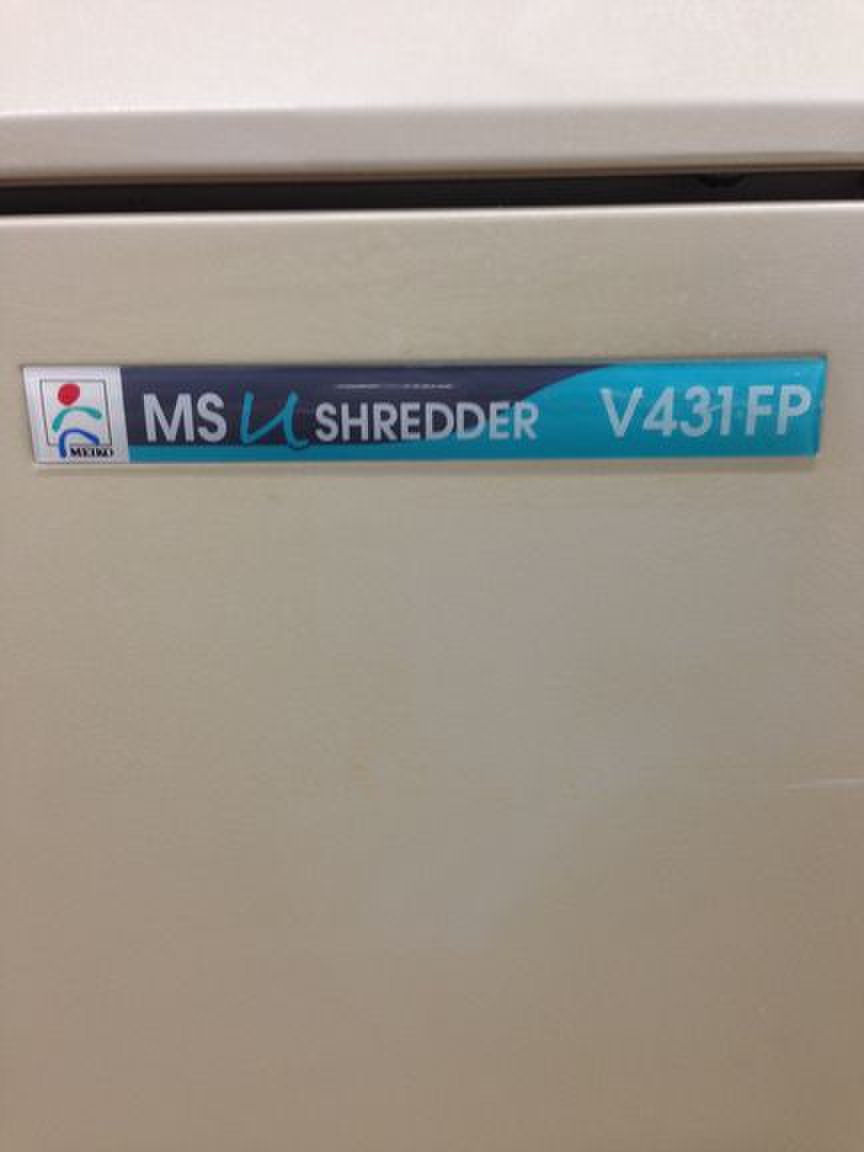 MEIKO
MS U SHREDDER V431FP